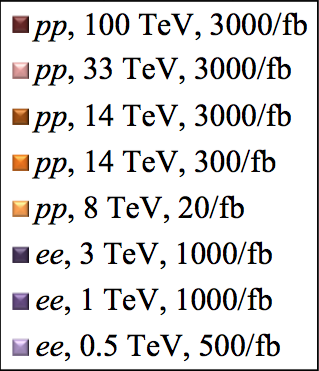 pp, 100 TeV, 3000/fb
pp, 33 TeV, 3000/fb
pp, 14 TeV, 3000/fb
pp, 14 TeV, 300/fb
pp, 8 TeV, 20/fb
ee, 3 TeV, 1000/fb
ee, 1 TeV, 1000/fb
ee, 0.5 TeV, 500/fb